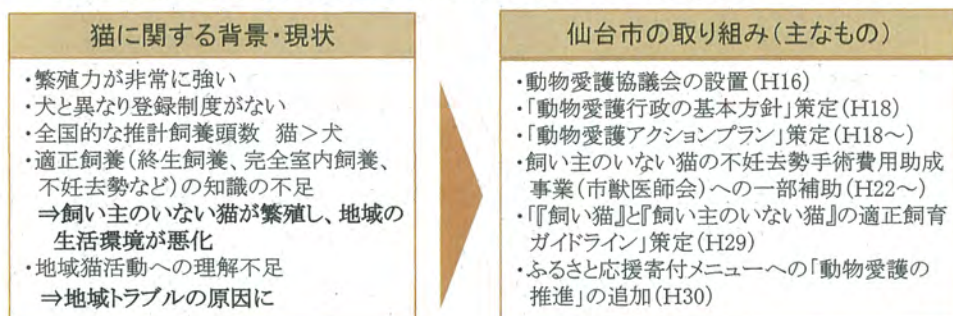 猫に関する背景・現状
・繁殖力が非常に強い
・犬と異なり登録制度がない
・全国的な推計飼養頭数　猫＞犬
・適正飼養(終生飼養、完全室内飼養、
不妊去勢など)の知識の不足
⇒飼い主のいない猫が繁殖し、地域の
生活環境が悪化
・地域猫活動への理解不足
⇒地域トラブルの原因に
仙台市の取り組み(主なもの)
・動物愛護協議会の設置(H16)
・「動物愛護行政の基本方針」策定(H18)
・「動物愛護アクションプラン」策定(H18～)
・飼い主のいない猫の不妊去勢手術費用助成
事業(市獣医師会)への一部補助(H22～)
・「『飼い猫』と『飼い主のいない猫』の適正飼育
ガイドライン」策定(H29)
・ふるさと応援寄付メニューへの「動物愛護の
推進」の追加(H30)